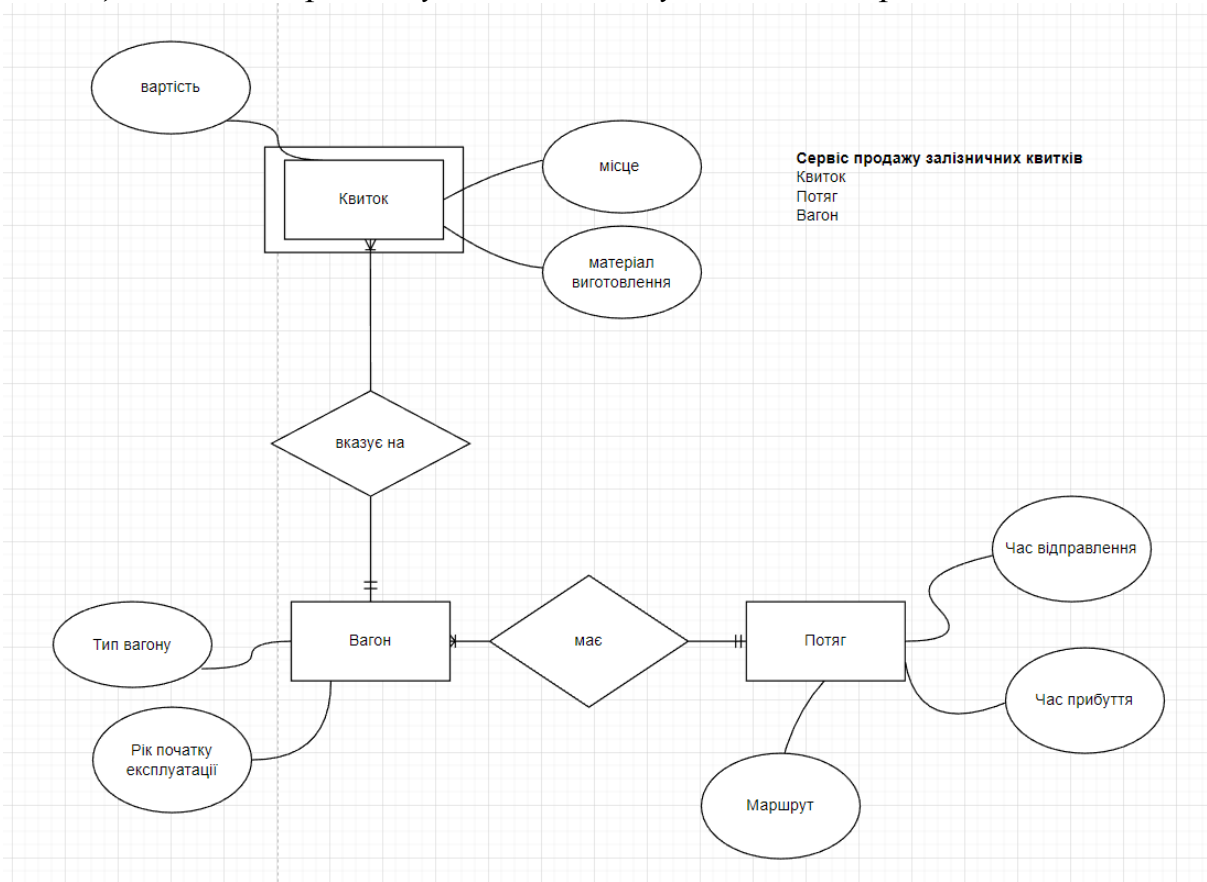 вартість
місце
Сервіс продажу залізничних квитків
Квиток
Потяг
Вагон
Квиток
матеріал
виготовлення
вказує на
Час відправлення
Тип вагону
Вагон
має
Потяг
Час прибуття
Рік початку
експлуатації
Маршрут